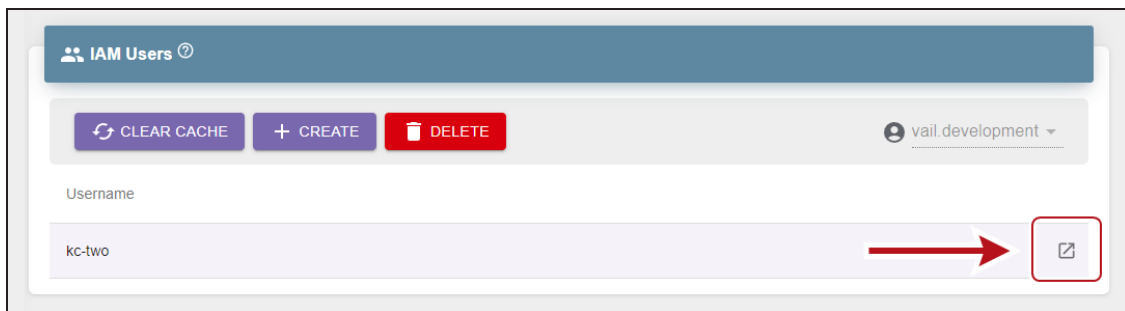 IAM Users
CLEAR CACHE
CREATE
DELETE
vail.development
Username
kc-two